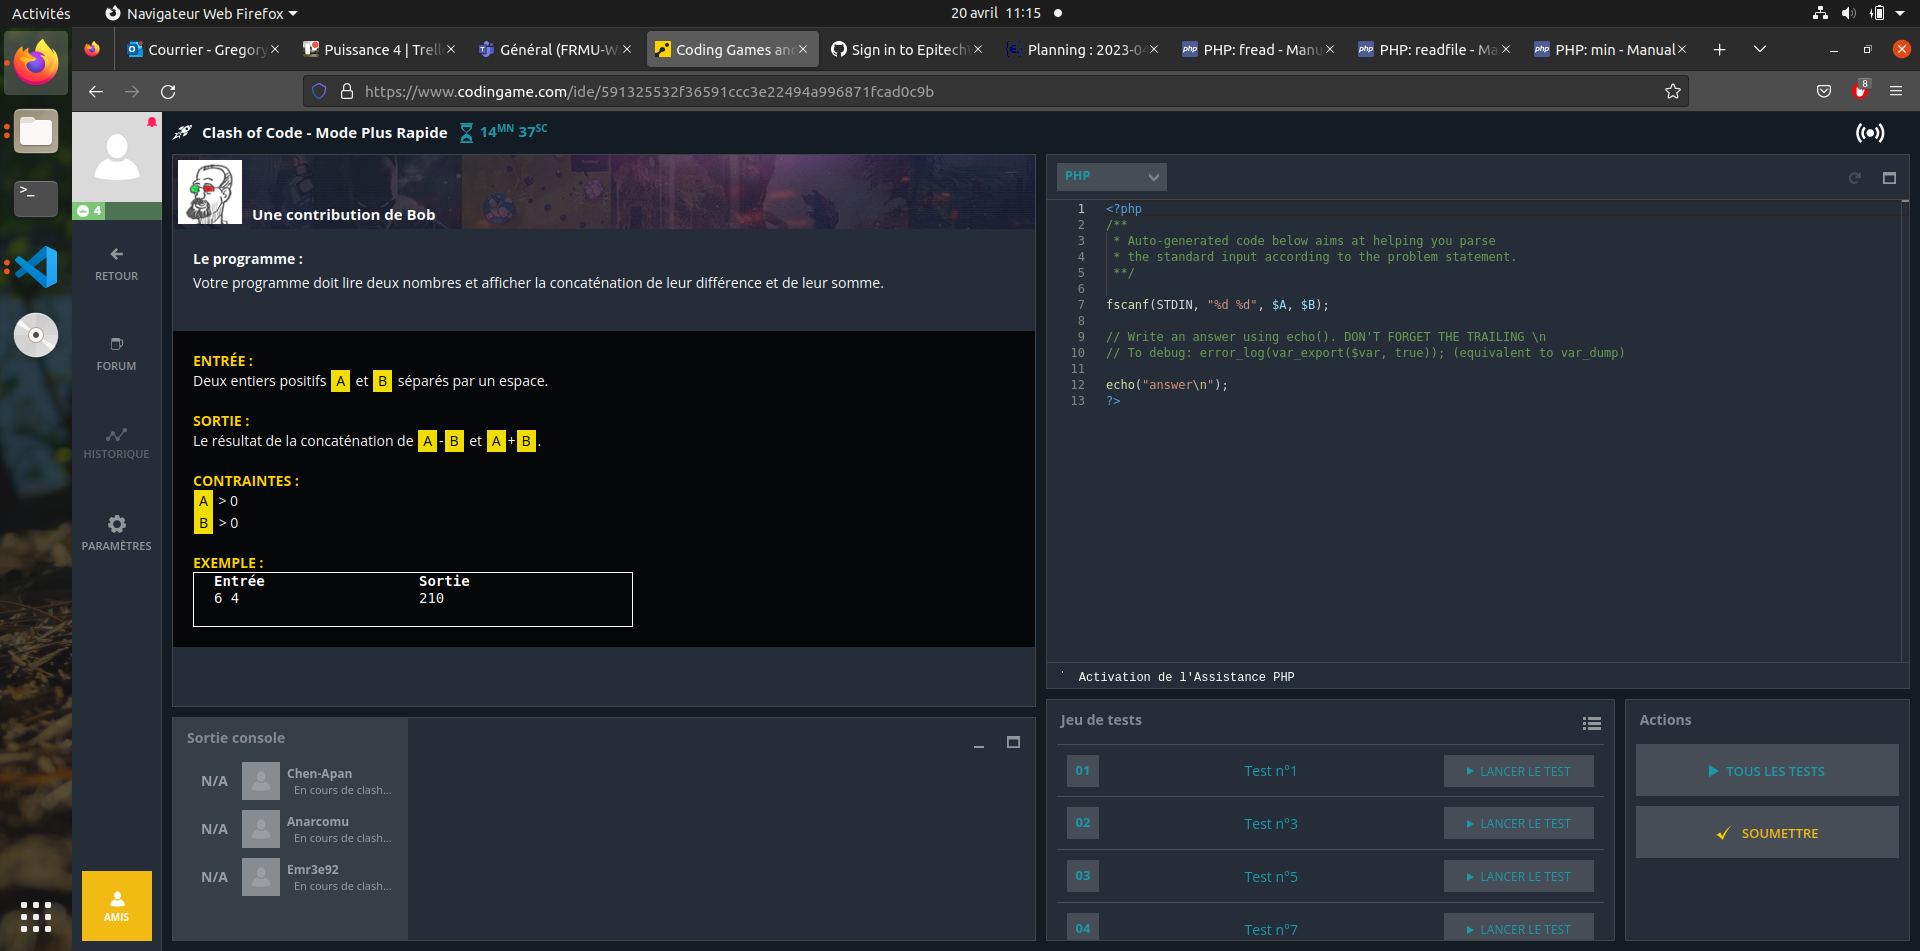 Activités
Navigateur Web Firefox
20 avril 11:15
Courrier - Gregory
Puissance 4 | Trell
Général (FRMU-W
Coding Games an
Sign in to Epitech
Planning : 2023-04
PHP: fread - Manu
PHP: readfile - Ma
PHP: min - Manual
https://www.codingame.com/ide/591325532f36591ccc3e22494a996871fcad0c9b
8
4
RETOUR
FORUM
HISTORIQUE
PARAMÈTRES
AMIS
Clash of Code - Mode Plus Rapide
14MN 37SC
Une contribution de Bob
Le programme :
Votre programme doit lire deux nombres et afficher la concaténation de leur différence et de leur somme.
ENTRÉE :
Deux entiers positifs A et B séparés par un espace.
SORTIE :
Le résultat de la concaténation de A-B et A+B.
CONTRAINTES :
A > 0
B > 0
EXEMPLE :
Entrée Sortie
6 4 210
Sortie console
N/A Chen-Apan
En cours de clash...
N/A Anarcomu
En cours de clash...
N/A Emr3e92
En cours de clash...
PHP
1 <?php
2 /**
3 * Auto-generated code below aims at helping you parse
4 * the standard input according to the problem statement.
5 **/
6
7 fscanf(STDIN, "%d %d", $A, $B);
8
9 // Write an answer using echo(). DON'T FORGET THE TRAILING \n
10 // To debug: error_log(var_export($var, true)); (equivalent to var_dump)
11
12 echo("answer\n");
13 ?>
Activation de l'Assistance PHP
Jeu de tests
01 Test n°1 LANCER LE TEST
02 Test n°3 LANCER LE TEST
03 Test n°5 LANCER LE TEST
04 Test n°7 LANCER LE TEST
Actions
TOUS LES TESTS
SOUMETTRE